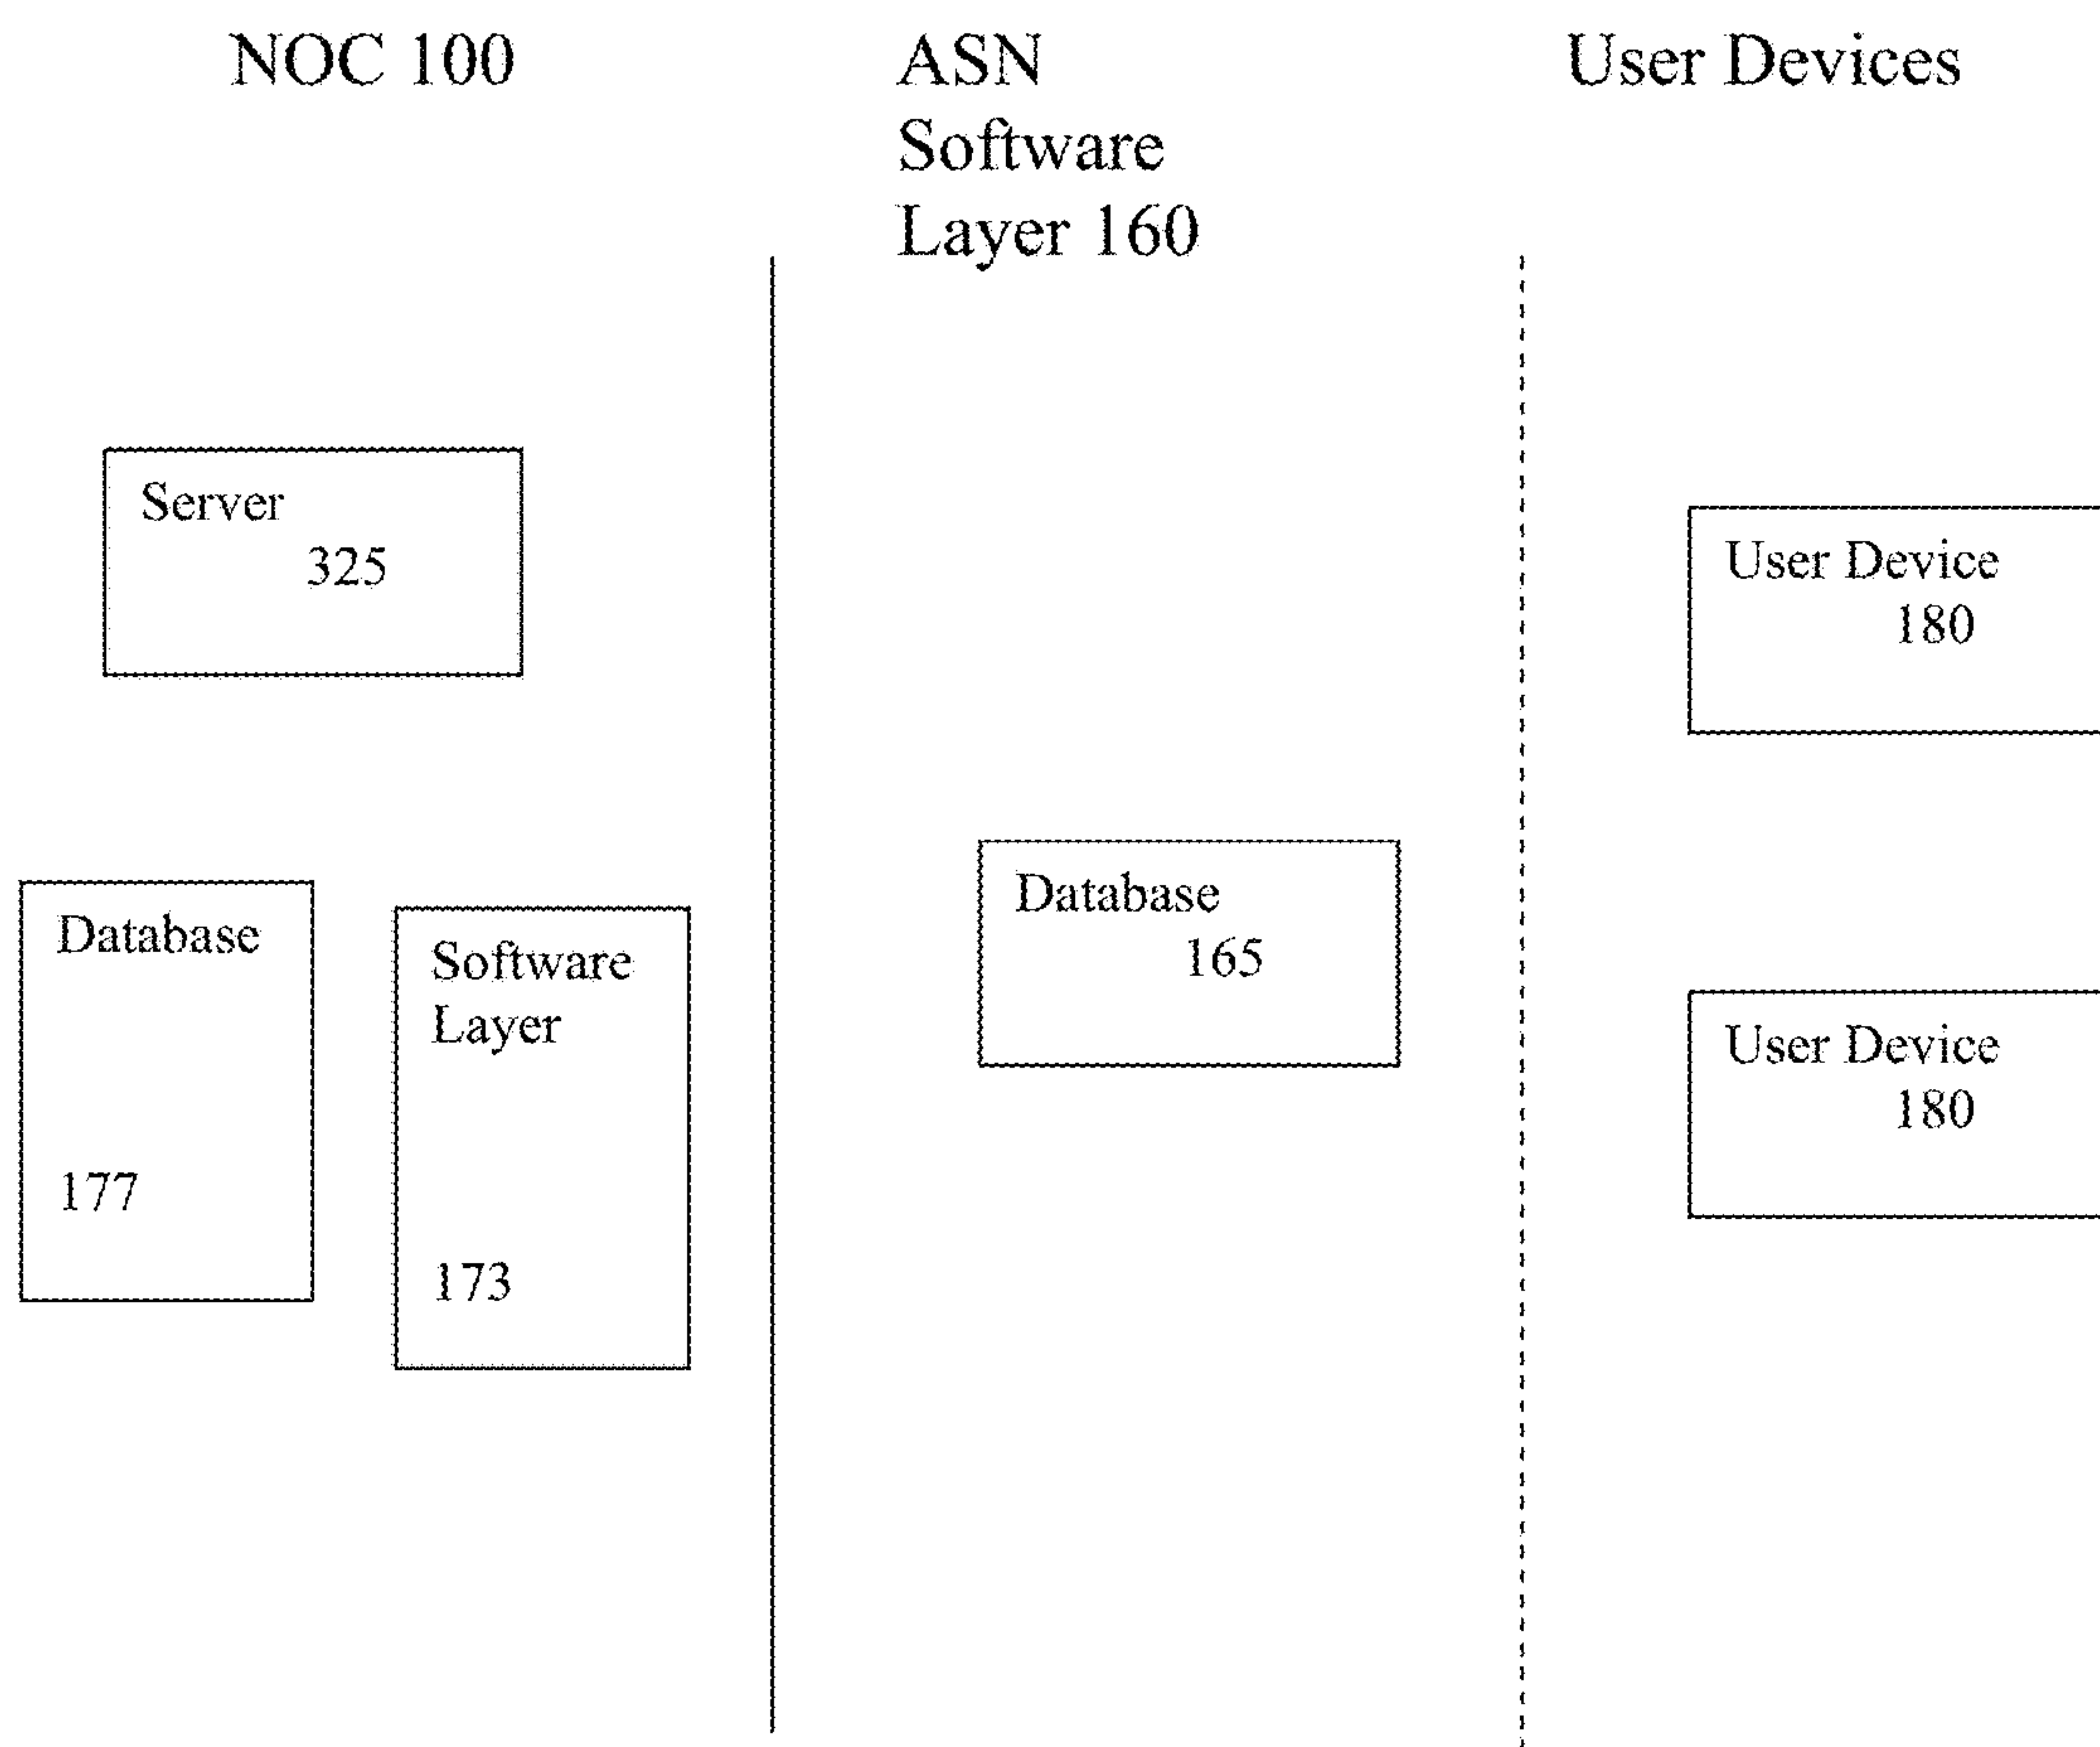 NOC 100
ASN
Software
Layer 160
User Devices
Server
325
Database
177
Software
Layer
173
Database
165
User Device
180
User Device
180